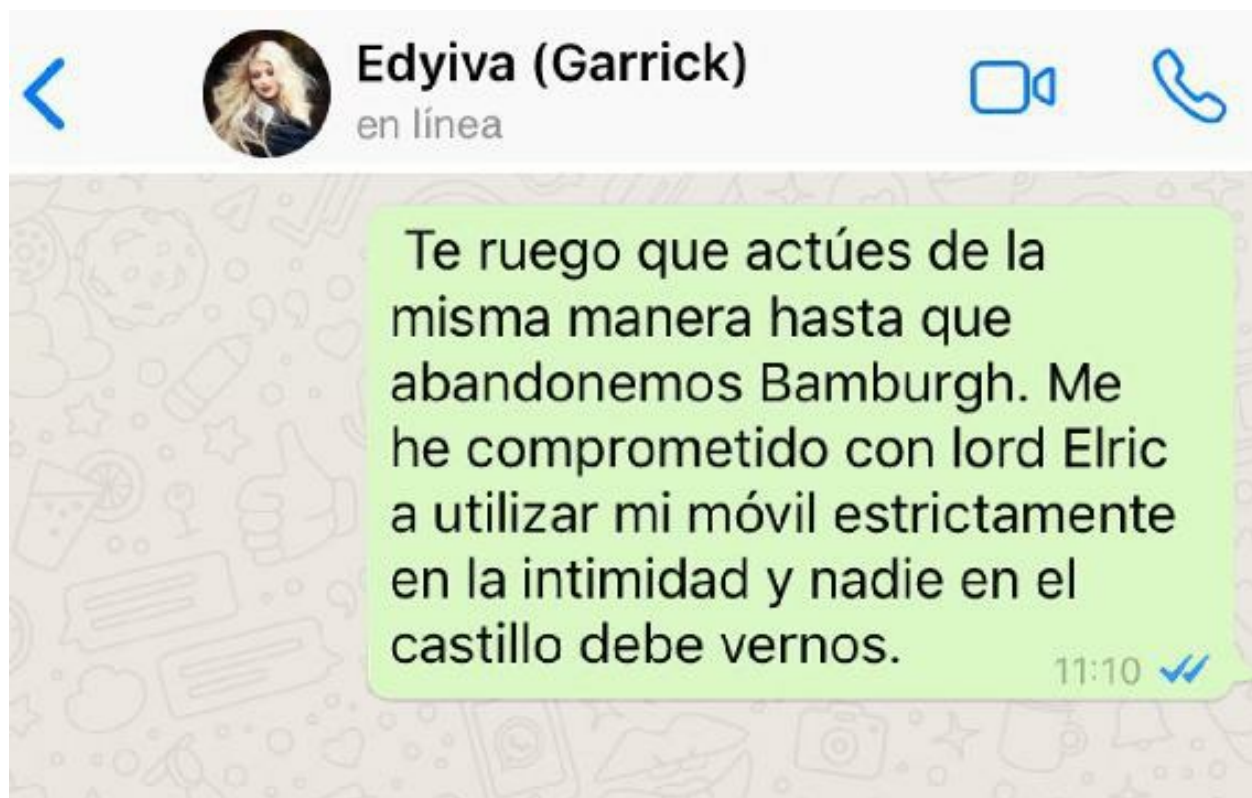 Edyiva (Garrick)
en línea
Te ruego que actúes de la
misma manera hasta que
abandonemos Bamburgh. Me
he comprometido con lord Elric
a utilizar mi móvil estrictamente
en la intimidad y nadie en el
castillo debe vernos.
11:10